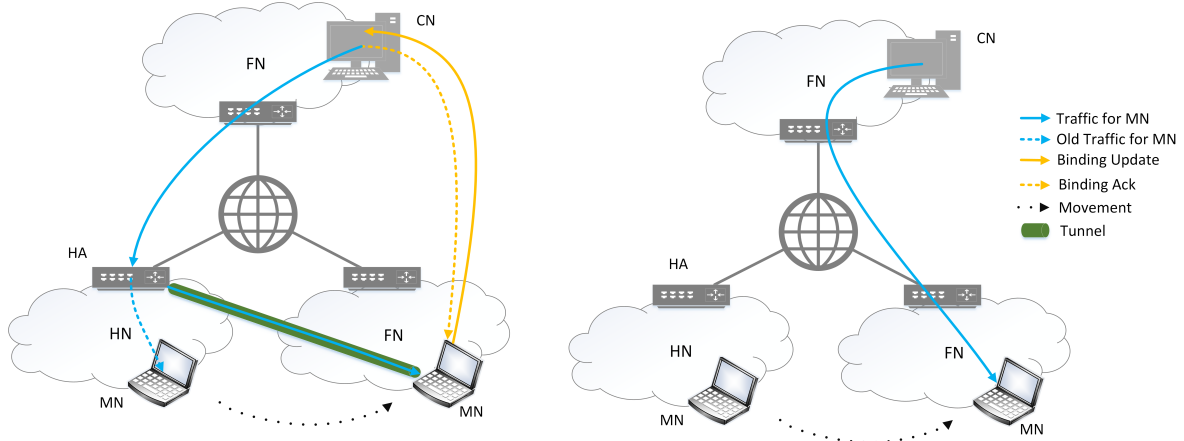 CN
FN
HA
HN
FN
MN
MN
CN
FN
HA
HN
FN
MN
MN
Traffic for MN
Old Traffic for MN
Binding Update
Binding Ack
Movement
Tunnel